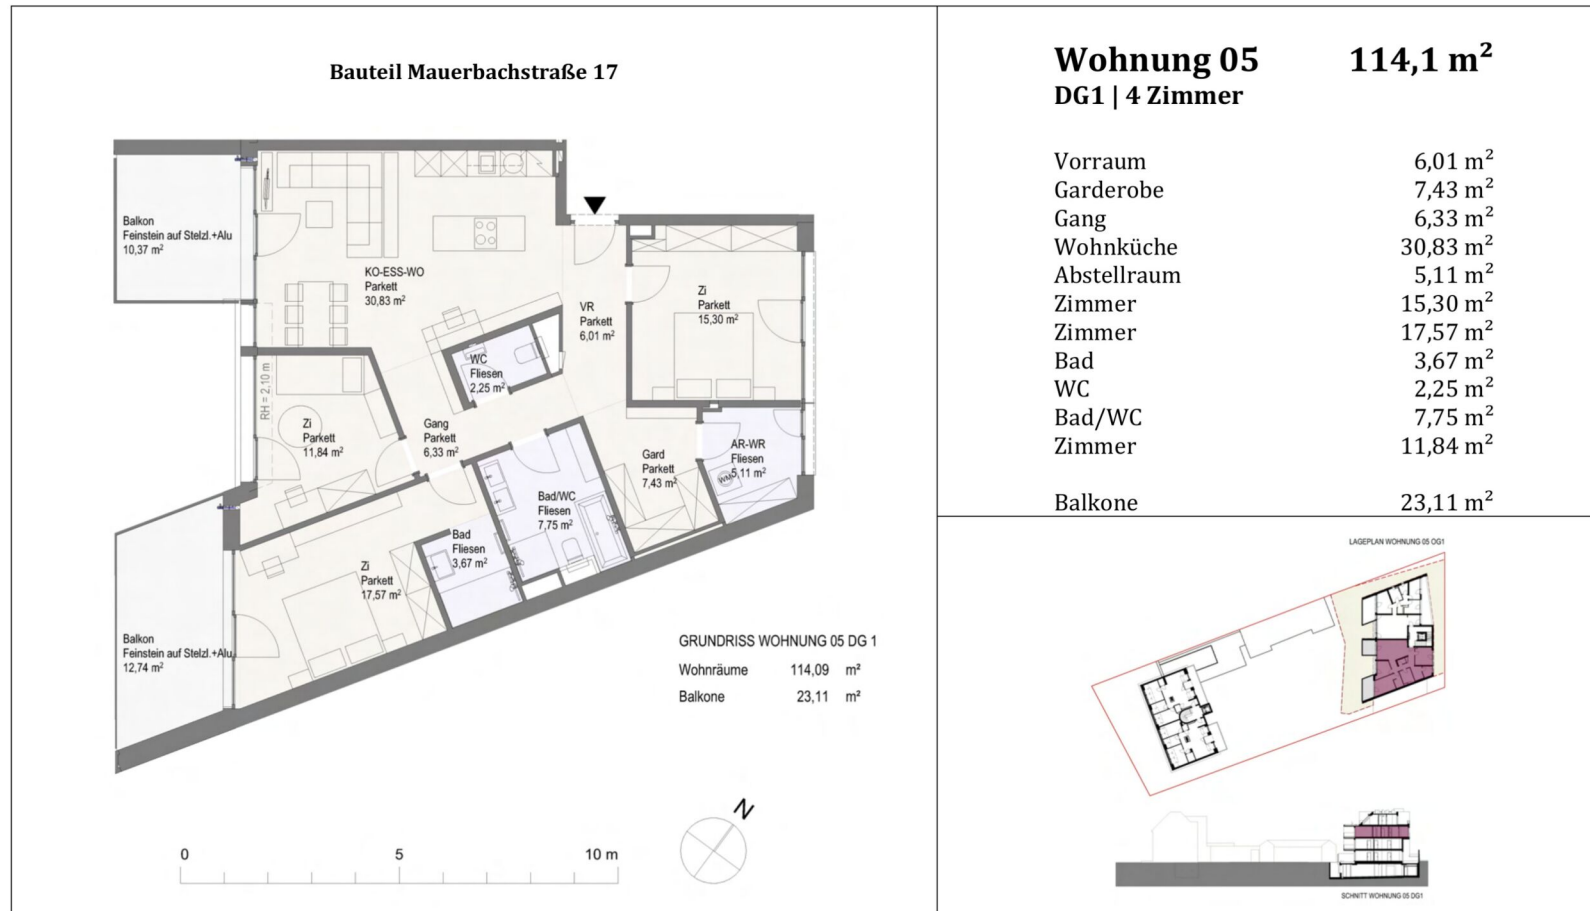 Bauteil Mauerbachstraße 17
Balkon
Feinstein auf Stelzl.+Alu
10,37 m²
KO-ESS-WO
Parkett
30,83 m²
VR
Parkett
6,01 m²
Zi
Parkett
15,30 m²
WC
Fliesen
2,25 m²
RH = 2.10 m
Zi
Parkett
11,84 m²
Gang
Parkett
6,33 m²
Gard
Parkett
7,43 m²
AR-WR
Fliesen
5,11 m²
WM
Bad/WC
Fliesen
7,75 m²
Bad
Fliesen
3,67 m²
Zi
Parkett
17,57 m²
Balkon
Feinstein auf Stelzl.+Alu
12,74 m²
GRUNDRISS WOHNUNG 05 DG 1
Wohnräume 114,09 m²
Balkone 23,11 m²
N
0 5 10 m
Wohnung 05 114,1 m²
DG1 | 4 Zimmer
Vorraum 6,01 m²
Garderobe 7,43 m²
Gang 6,33 m²
Wohnküche 30,83 m²
Abstellraum 5,11 m²
Zimmer 15,30 m²
Zimmer 17,57 m²
Bad 3,67 m²
WC 2,25 m²
Bad/WC 7,75 m²
Zimmer 11,84 m²
Balkone 23,11 m²
LAGEPLAN WOHNUNG 05 OG1
SCHNITT WOHNUNG 05 DG1